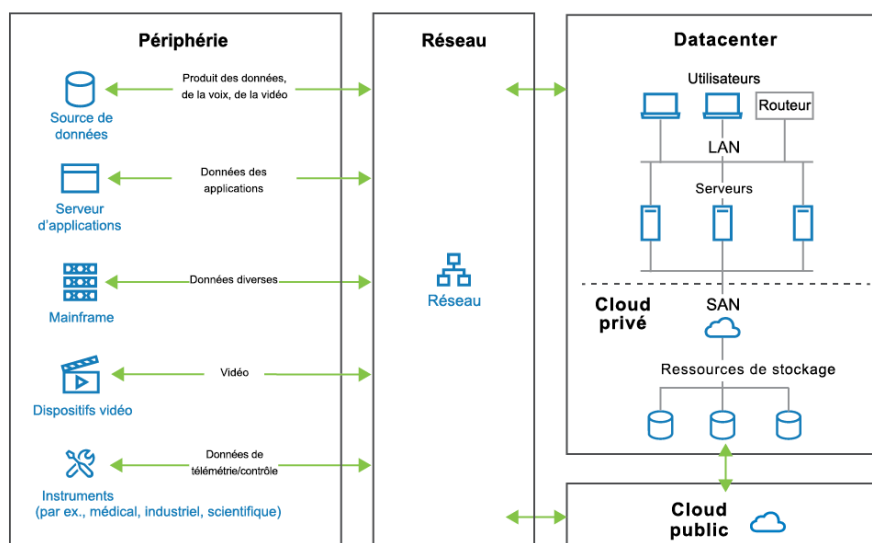 Périphérie
Source de
données
Produit des données,
de la voix, de la vidéo
Serveur
d'applications
Données des
applications
Mainframe
Données diverses
Dispositifs vidéo
Vidéo
Instruments
(par ex., médical, industriel, scientifique)
Données de
télémétrie/contrôle
Réseau
Réseau
Datacenter
Utilisateurs
Routeur
LAN
Serveurs
Cloud
privé
SAN
Ressources de stockage
Cloud
public